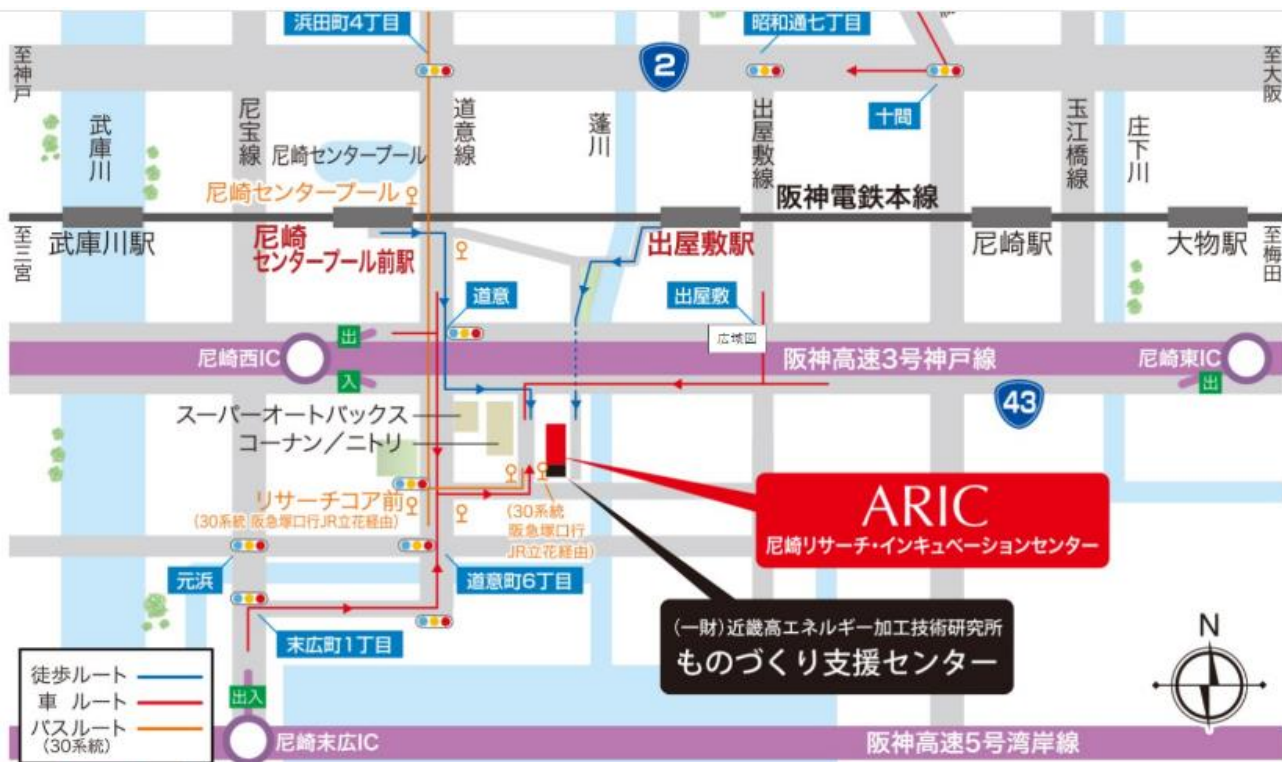 浜田町4丁目
昭和通七丁目
2
至神戸
至大阪
十間
武庫川
尼宝線
道意線
蓬川
出屋敷線
玉江橋線
庄下川
尼崎センタープール
尼崎センタープール
阪神電鉄本線
至三宮
武庫川駅
尼崎
センタープール前駅
出屋敷駅
尼崎駅
大物駅
至梅田
道意
出屋敷
広域図
出
尼崎西IC
阪神高速3号神戸線
尼崎東IC
入
出
43
スーパーオートバックス
コーナン/ニトリ
リサーチコア前
(30系統 阪急塚口行JR立花経由)
(30系統
阪急塚口行
JR立花経由)
ARIC
尼崎リサーチ・インキュベーションセンター
元浜
道意町6丁目
末広町1丁目
(一財)近畿高エネルギー加工技術研究所
ものづくり支援センター
N
徒歩ルート
車 ルート
バスルート
(30系統)
出入
尼崎末広IC
阪神高速5号湾岸線